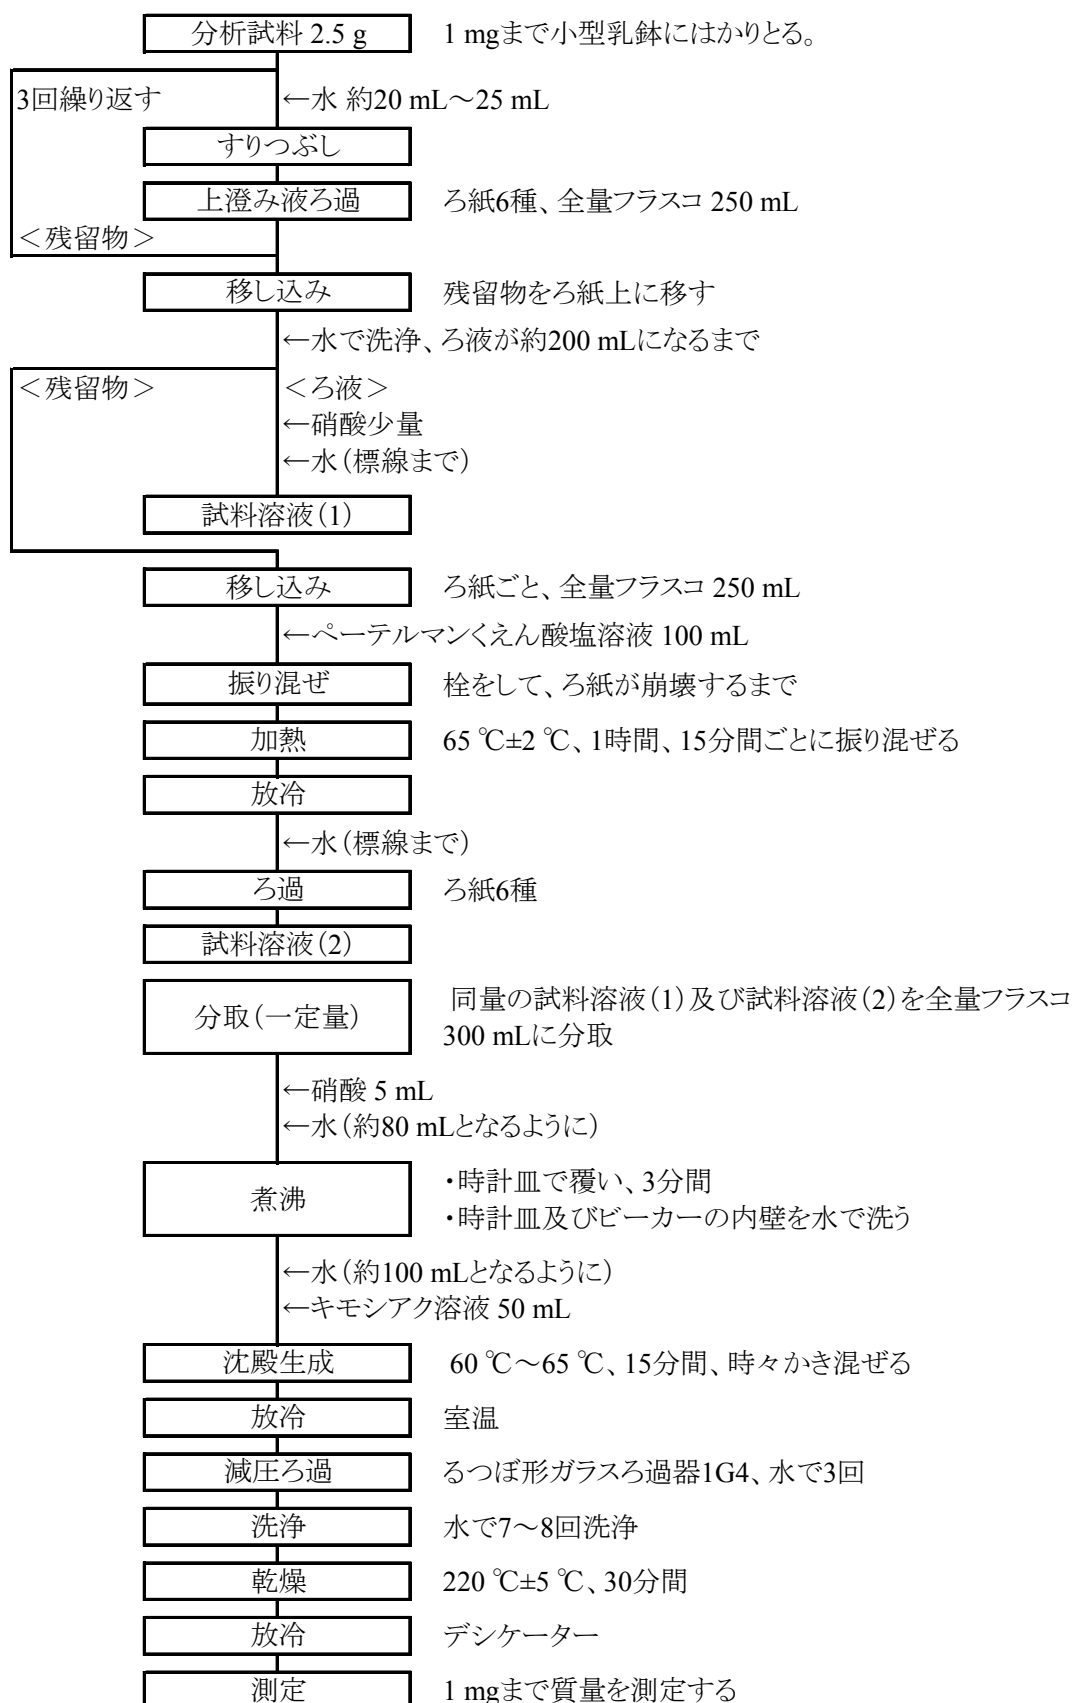 分析試料 2.5 g 1 mgまで小型乳鉢にはかりとる。
3回繰り返す ←水 約20 mL～25 mL
すりつぶし
上澄み液ろ過 ろ紙6種、全量フラスコ 250 mL
＜残留物＞
移し込み 残留物をろ紙上に移す
←水で洗浄、ろ液が約200 mLになるまで
＜残留物＞ ＜ろ液＞
←硝酸少量
←水（標線まで）
試料溶液（1）
移し込み ろ紙ごと、全量フラスコ 250 mL
←ペーテルマンくえん酸塩溶液 100 mL
振り混ぜ 栓をして、ろ紙が崩壊するまで
加熱 65 ℃±2 ℃、1時間、15分間ごとに振り混ぜる
放冷
←水（標線まで）
ろ過 ろ紙6種
試料溶液（2）
分取（一定量） 同量の試料溶液（1）及び試料溶液（2）を全量フラスコ
300 mLに分取
←硝酸 5 mL
←水（約80 mLとなるように）
煮沸 ・時計皿で覆い、3分間
・時計皿及びビーカーの内壁を水で洗う
←水（約100 mLとなるように）
←キモシアク溶液 50 mL
沈殿生成 60 ℃～65 ℃、15分間、時々かき混ぜる
放冷 室温
減圧ろ過 るつぼ形ガラスろ過器1G4、水で3回
洗浄 水で7～8回洗浄
乾燥 220 ℃±5 ℃、30分間
放冷 デシケーター
測定 1 mgまで質量を測定する